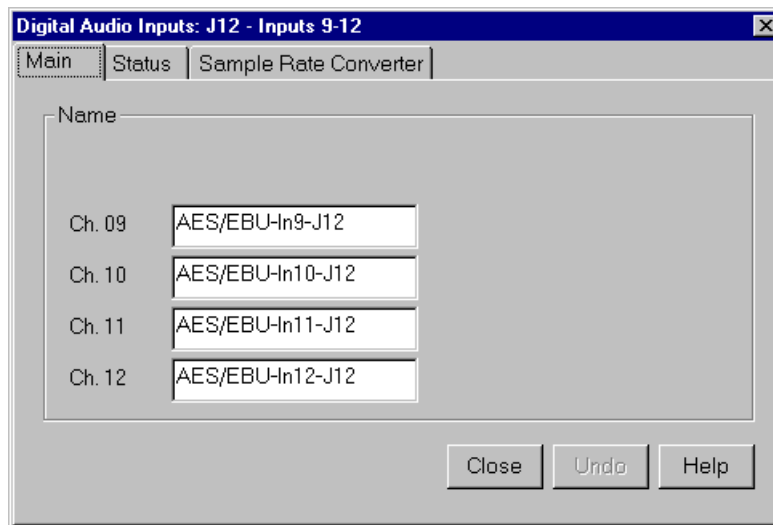 Digital Audio Inputs: J12 - Inputs 9-12
Main Status Sample Rate Converter
Name
Ch. 09 AES/EBU-In9-J12
Ch. 10 AES/EBU-In10-J12
Ch. 11 AES/EBU-In11-J12
Ch. 12 AES/EBU-In12-J12
Close Undo Help